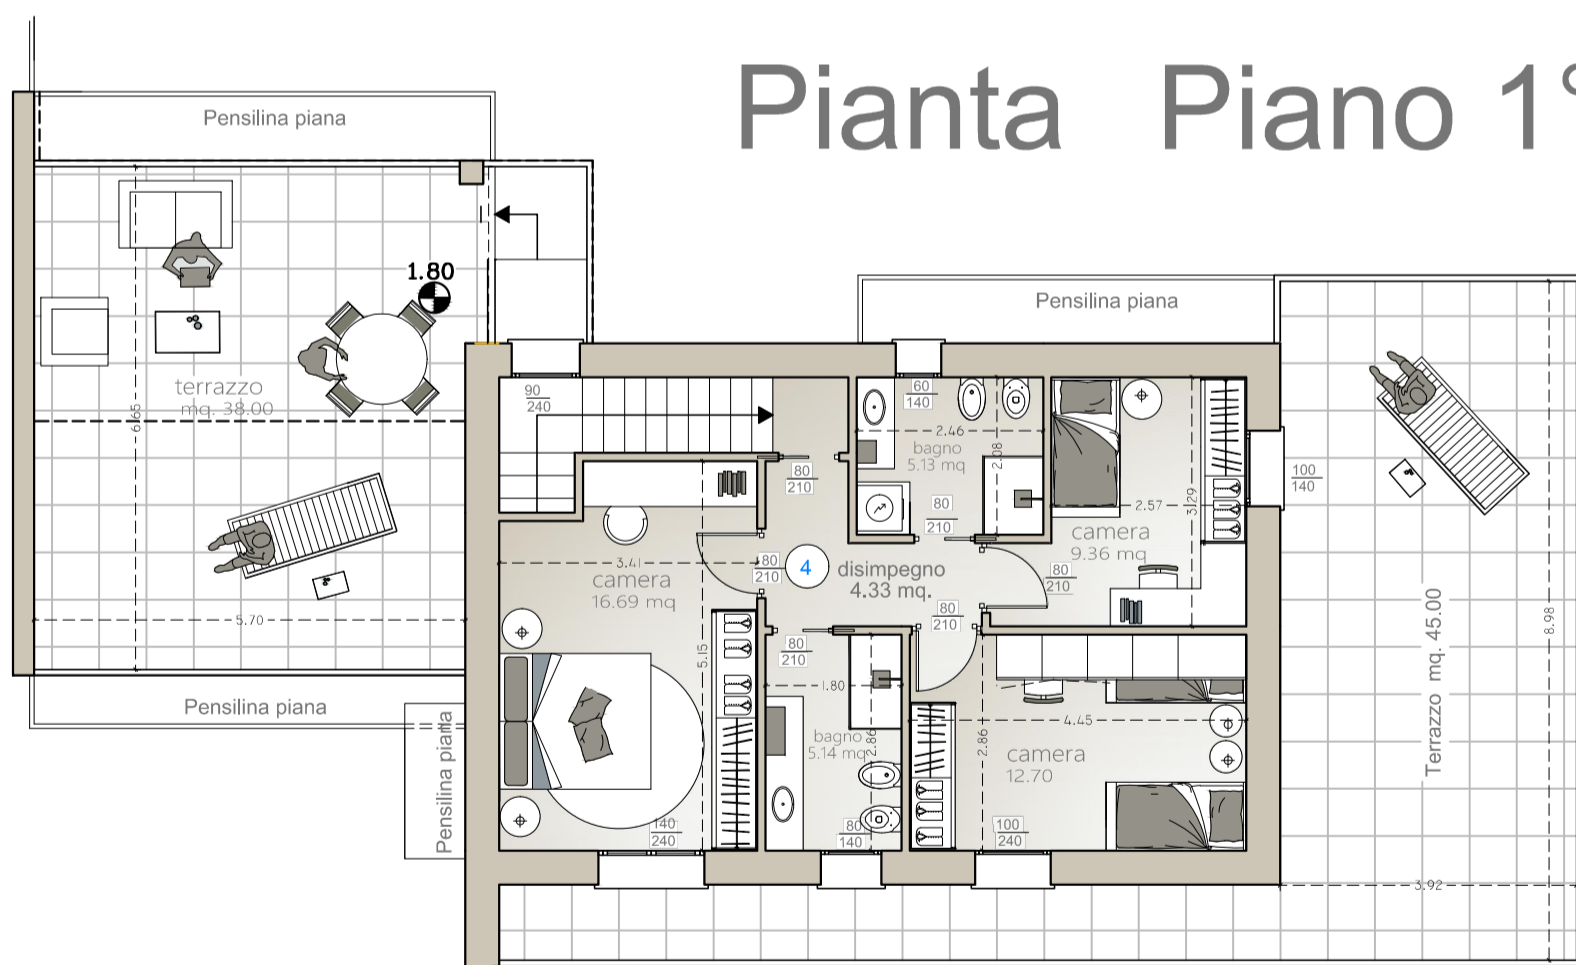 Pianta Piano 1°
Pensilina piana
1.80
terrazzo
mq. 38.00
6.65
5.70
Pensilina piana
Pensilina piana
Pensilina piana
90
240
80
210
60
140
2.46
bagno
5.13 mq
2.08
80
210
2.57
3.29
camera
9.36 mq
100
140
3.41
camera
16.69 mq
80
210
4
disimpegno
4.33 mq.
80
210
80
210
80
210
5.15
1.80
bagno
5.14 mq
2.86
4.45
2.86
camera
12.70
140
240
80
140
100
240
Terrazzo mq. 45.00
8.98
3.92